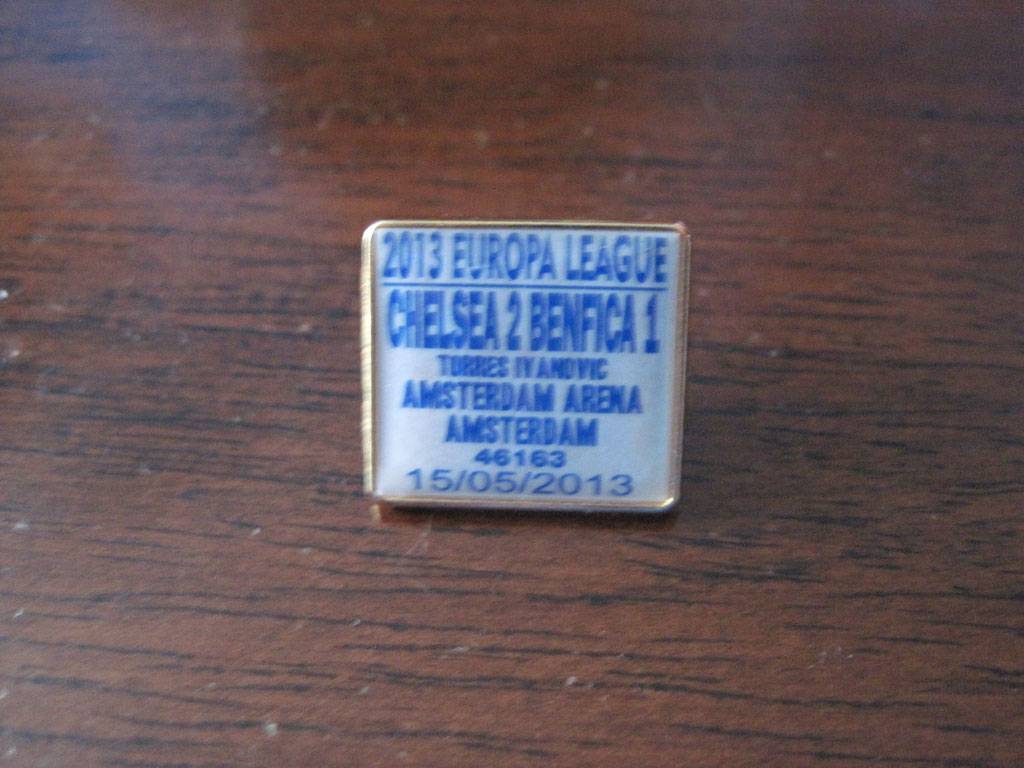 2013 EUROPA LEAGUE
CHELSEA 2 BENFICA 1
TORRES IVANOVIC
AMSTERDAM ARENA
AMSTERDAM
46163
15/05/2013